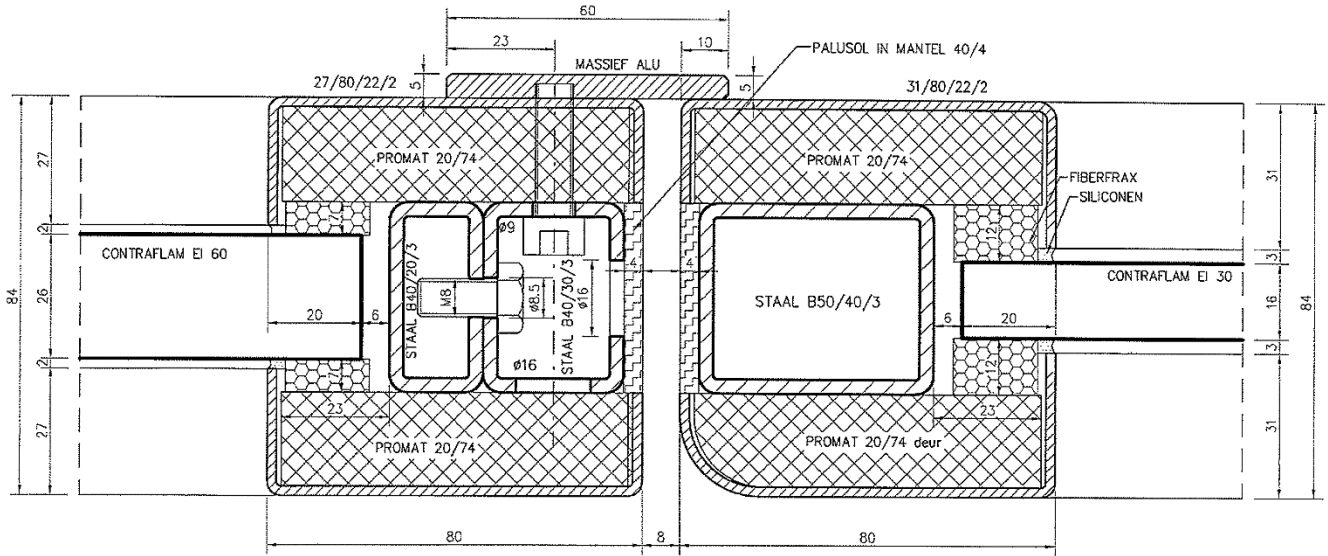 60
23
10
PALUSOL IN MANTEL 40/4
MASSIEF ALU
27/80/22/2
5
5
31/80/22/2
27
PROMAT 20/74
PROMAT 20/74
31
FIBERFRAX
SILICONEN
2
7
ø9
12
3
CONTRAFLAM EI 60
CONTRAFLAM EI 30
84
26
20
6
STAAL B40/20/3
M8
ø8.5
STAAL B40/30/3
ø16
4
4
STAAL B50/40/3
6
20
16
84
2
7
ø16
12
3
23
23
27
PROMAT 20/74
PROMAT 20/74 deur
31
80
8
80